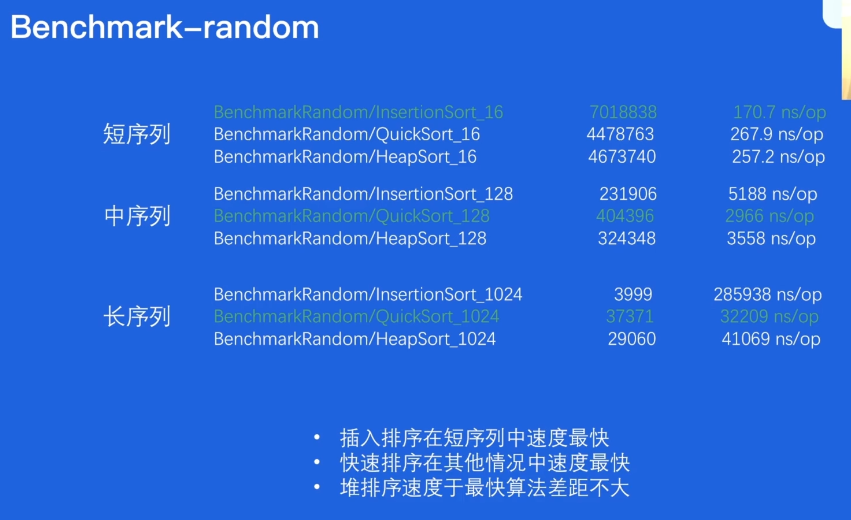 Benchmark-random
短序列
BenchmarkRandom/InsertionSort_16 7018838 170.7 ns/op
BenchmarkRandom/QuickSort_16 4478763 267.9 ns/op
BenchmarkRandom/HeapSort_16 4673740 257.2 ns/op
中序列
BenchmarkRandom/InsertionSort_128 231906 5188 ns/op
BenchmarkRandom/QuickSort_128 404396 2966 ns/op
BenchmarkRandom/HeapSort_128 324348 3558 ns/op
长序列
BenchmarkRandom/InsertionSort_1024 3999 285938 ns/op
BenchmarkRandom/QuickSort_1024 37371 32209 ns/op
BenchmarkRandom/HeapSort_1024 29060 41069 ns/op
• 插入排序在短序列中速度最快
• 快速排序在其他情况中速度最快
• 堆排序速度于最快算法差距不大